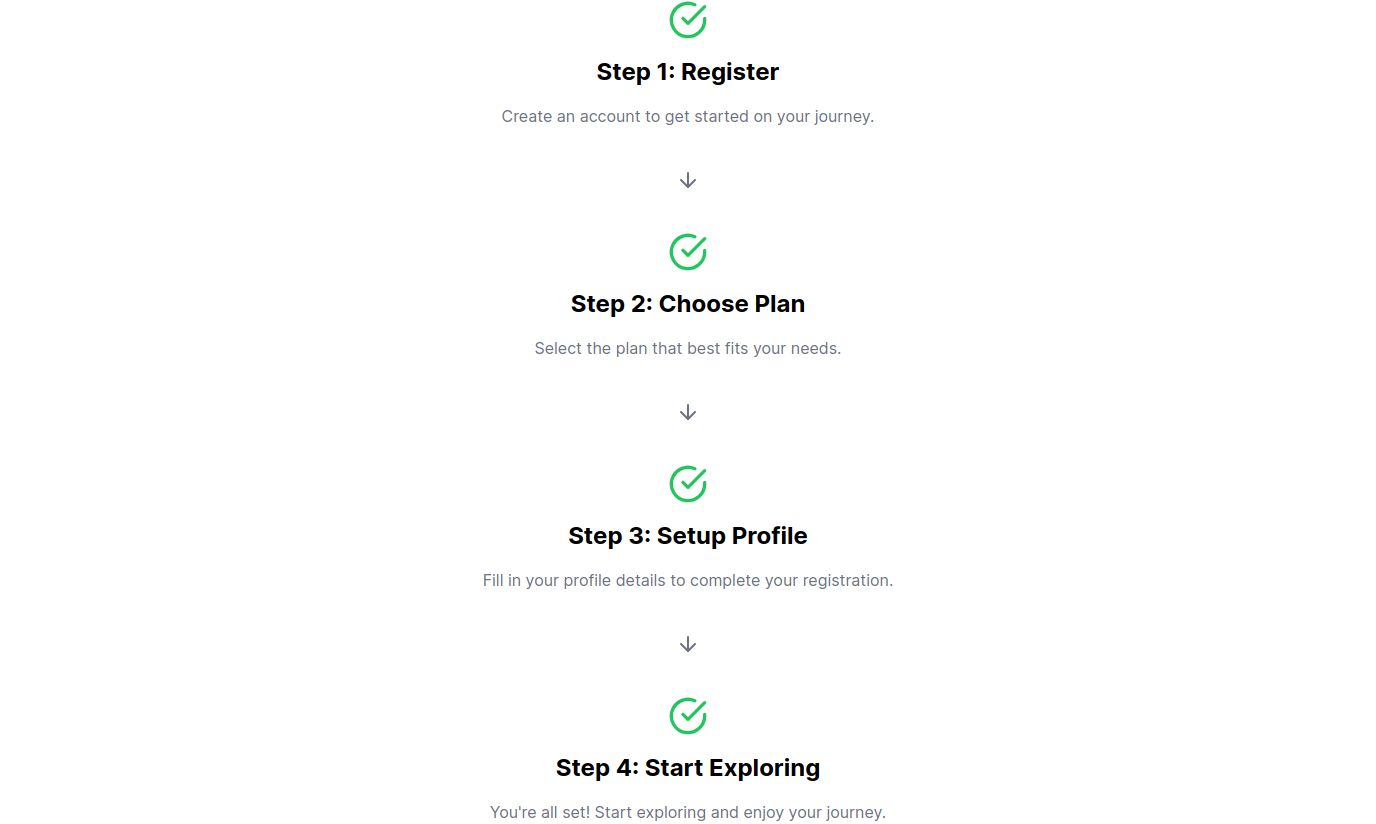 Step 1: Register
Create an account to get started on your journey.
Step 2: Choose Plan
Select the plan that best fits your needs.
Step 3: Setup Profile
Fill in your profile details to complete your registration.
Step 4: Start Exploring
You're all set! Start exploring and enjoy your journey.